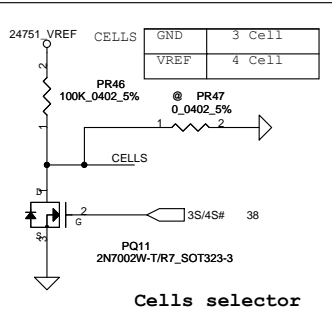 24751_VREF
CELLS
GND 3 Cell
VREF 4 Cell
2
PR46
100K_0402_5%
1
@ PR47
0_0402_5%
1 2
CELLS
D
1
2
G
S
3
3S/4S# 38
PQ11
2N7002W-T/R7_SOT323-3
Cells selector